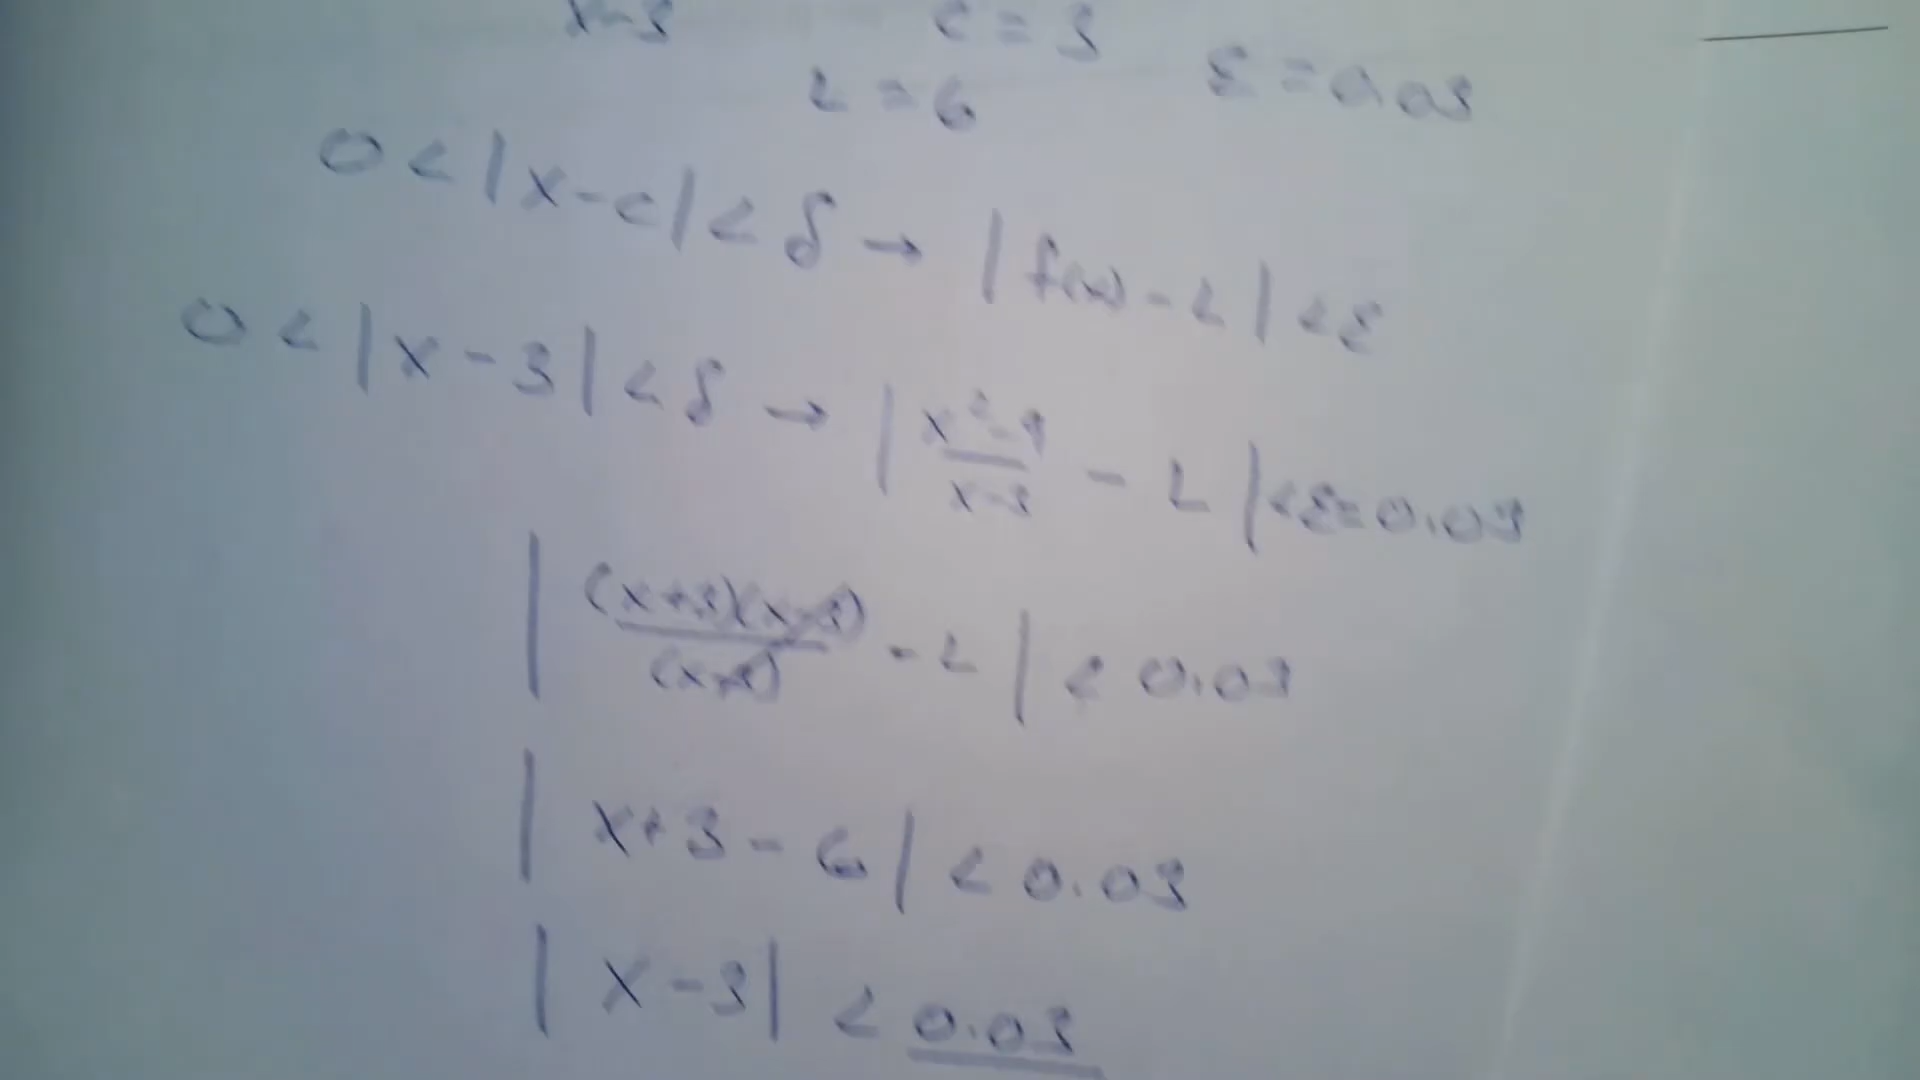 x-3 c = 3
L = 6 ε = 0.03
0 < |x-c| < δ → |f(x) - L| < ε
0 < |x-3| < δ → |x²-9/x-3 - L| < ε = 0.03
|(x+3)(x-3)/(x-3) - L| < 0.03
|x+3-6| < 0.03
|x-3| < 0.03